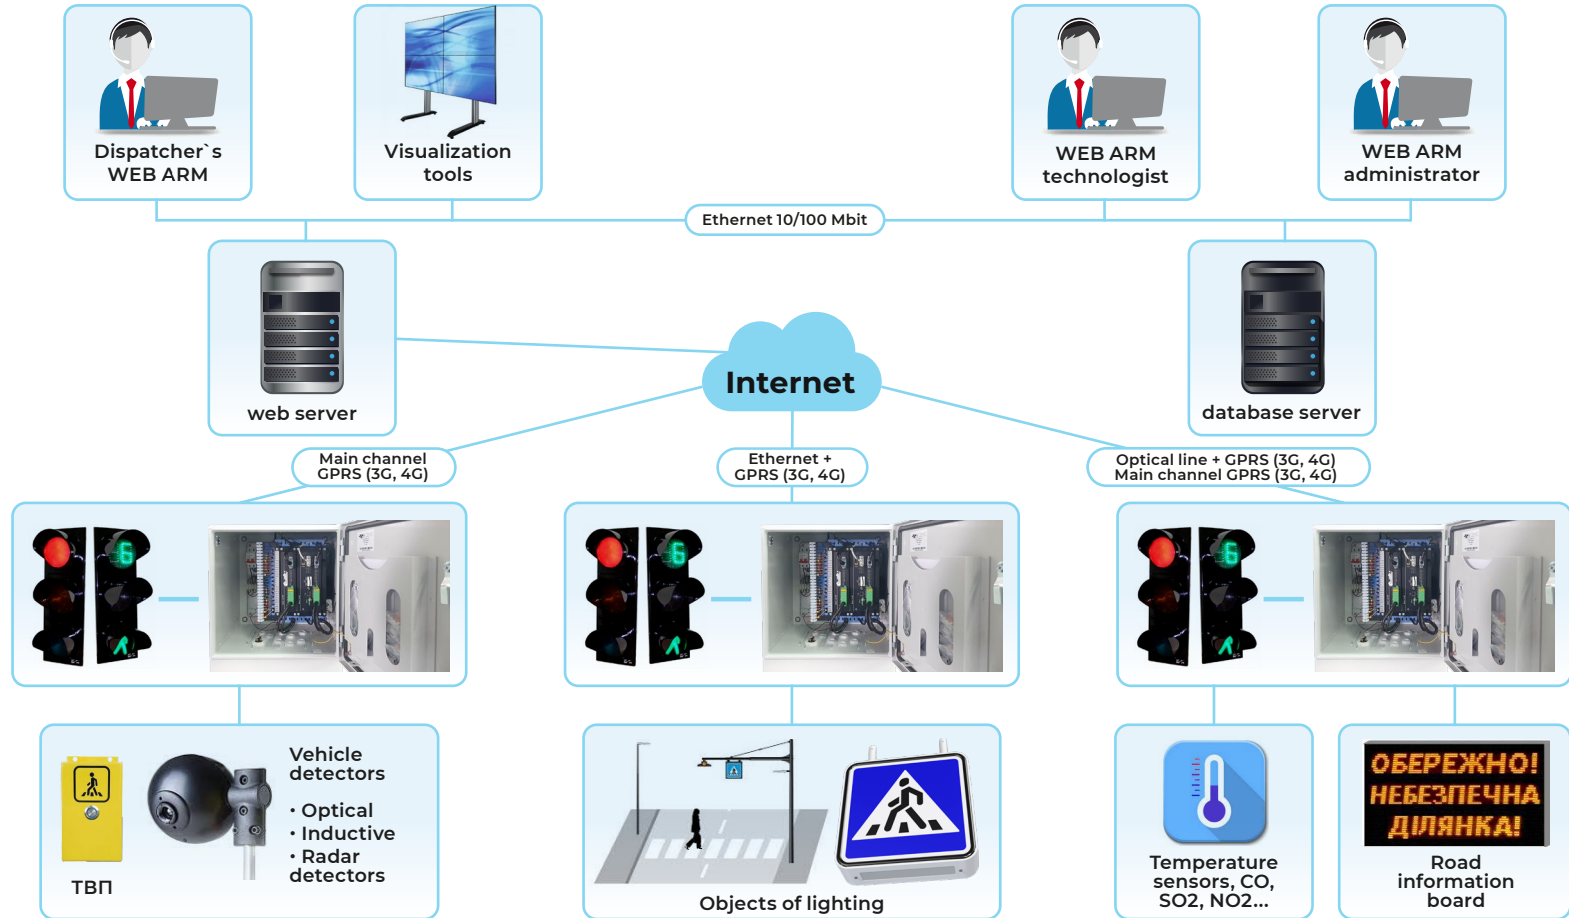 Dispatcher`s
WEB ARM
Visualization
tools
WEB ARM
technologist
WEB ARM
administrator
Ethernet 10/100 Mbit
web server
Internet
database server
Main channel
GPRS (3G, 4G)
Ethernet +
GPRS (3G, 4G)
Optical line + GPRS (3G, 4G)
Main channel GPRS (3G, 4G)
6
6
6
ТВП
Vehicle
detectors
· Optical
· Inductive
· Radar
detectors
Objects of lighting
Temperature
sensors, CO,
SO2, NO2...
ОБЕРЕЖНО!
НЕБЕЗПЕЧНА
ДІЛЯНКА!
Road
information
board